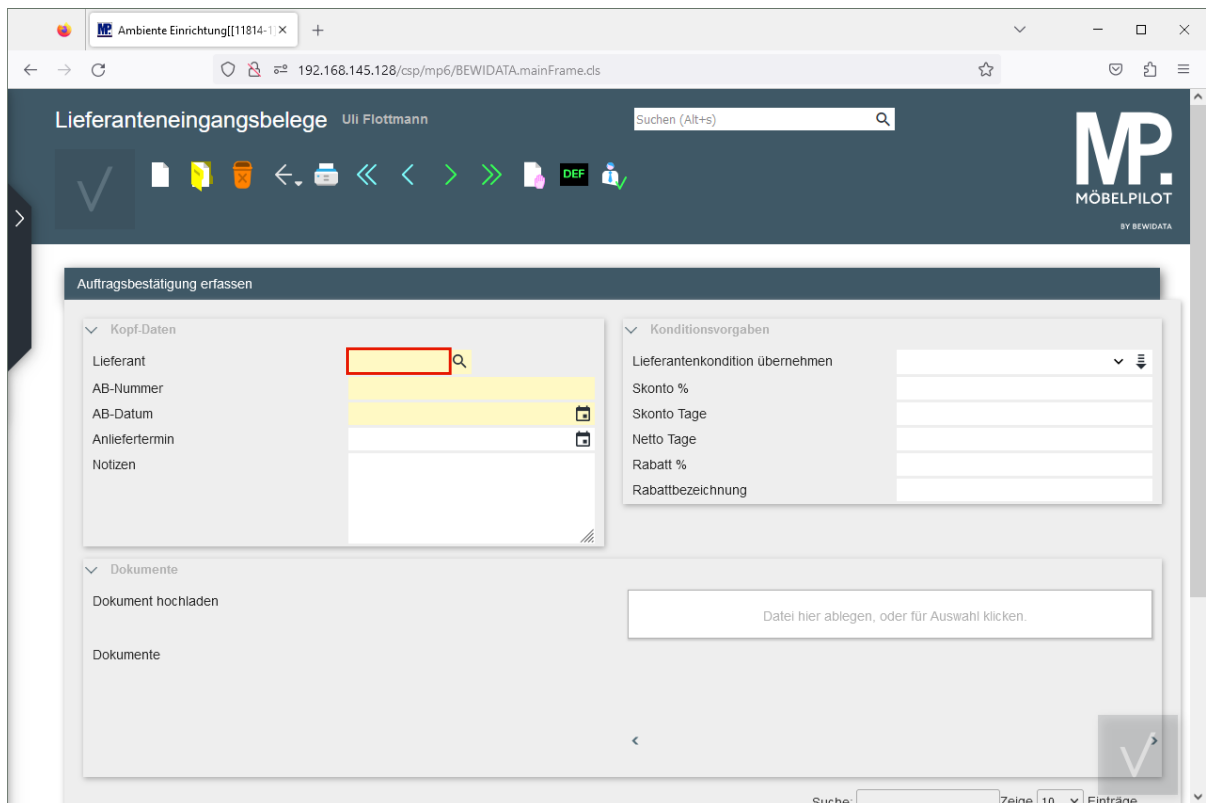 MP. Ambiente Einrichtung[[11814-1]
192.168.145.128/csp/mp6/BEWIDATA.mainFrame.cls
Lieferanteneingangsbelege Uli Flottmann
Suchen (Alt+s)
DEF
MP.
MÖBELPILOT
BY BEWIDATA
Auftragsbestätigung erfassen
Kopf-Daten
Lieferant
AB-Nummer
AB-Datum
Anliefertermin
Notizen
Konditionsvorgaben
Lieferantenkondition übernehmen
Skonto %
Skonto Tage
Netto Tage
Rabatt %
Rabattbezeichnung
Dokumente
Dokument hochladen
Datei hier ablegen, oder für Auswahl klicken.
Dokumente
Suche: Zeige 10 Einträge